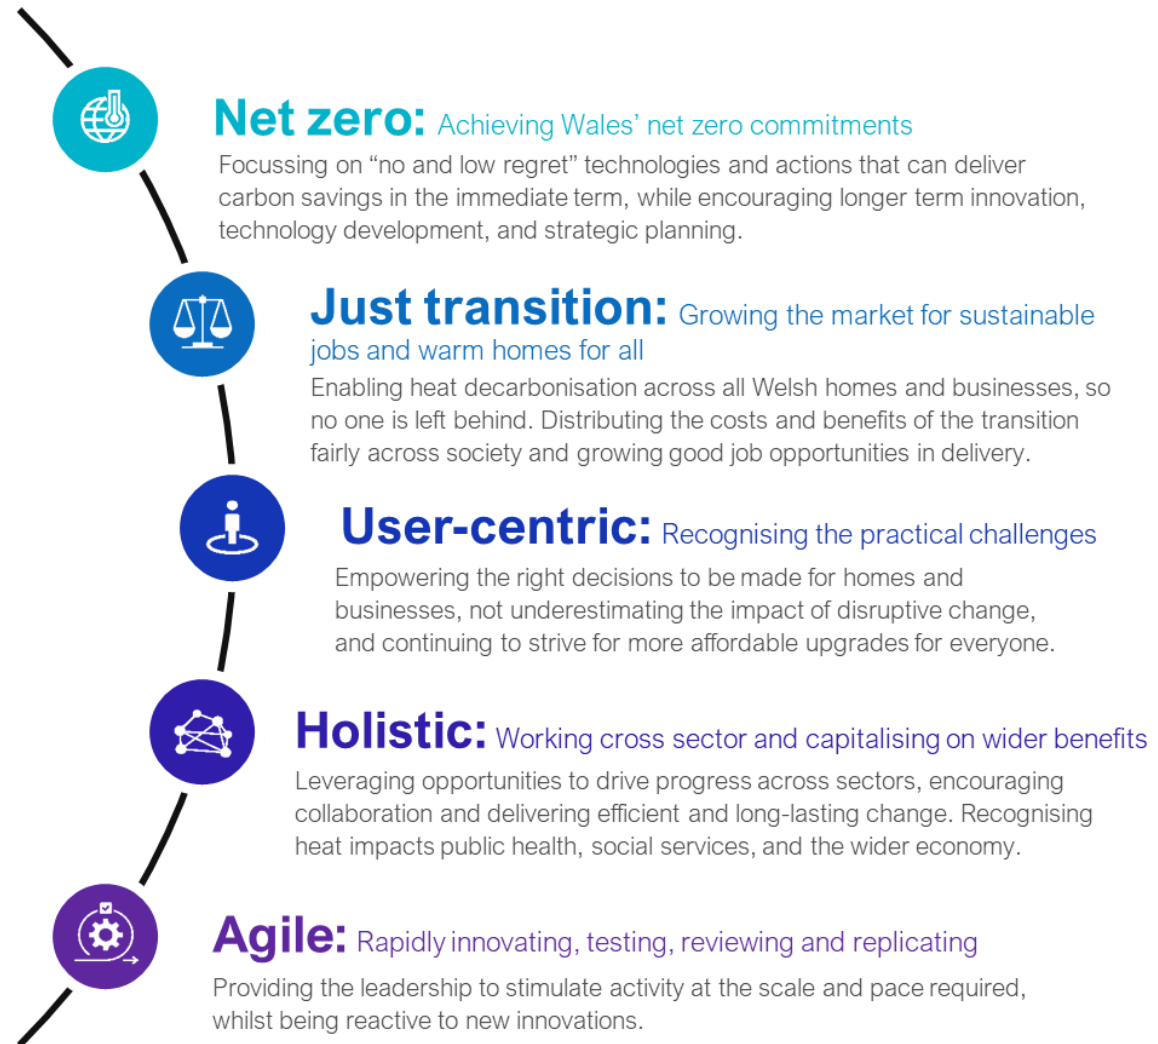 Net zero: Achieving Wales’ net zero commitments
Focussing on “no and low regret” technologies and actions that can deliver
carbon savings in the immediate term, while encouraging longer term innovation,
technology development, and strategic planning.
Just transition: Growing the market for sustainable
jobs and warm homes for all
Enabling heat decarbonisation across all Welsh homes and businesses, so
no one is left behind. Distributing the costs and benefits of the transition
fairly across society and growing good job opportunities in delivery.
User-centric: Recognising the practical challenges
Empowering the right decisions to be made for homes and
businesses, not underestimating the impact of disruptive change,
and continuing to strive for more affordable upgrades for everyone.
Holistic: Working cross sector and capitalising on wider benefits
Leveraging opportunities to drive progress across sectors, encouraging
collaboration and delivering efficient and long-lasting change. Recognising
heat impacts public health, social services, and the wider economy.
Agile: Rapidly innovating, testing, reviewing and replicating
Providing the leadership to stimulate activity at the scale and pace required,
whilst being reactive to new innovations.